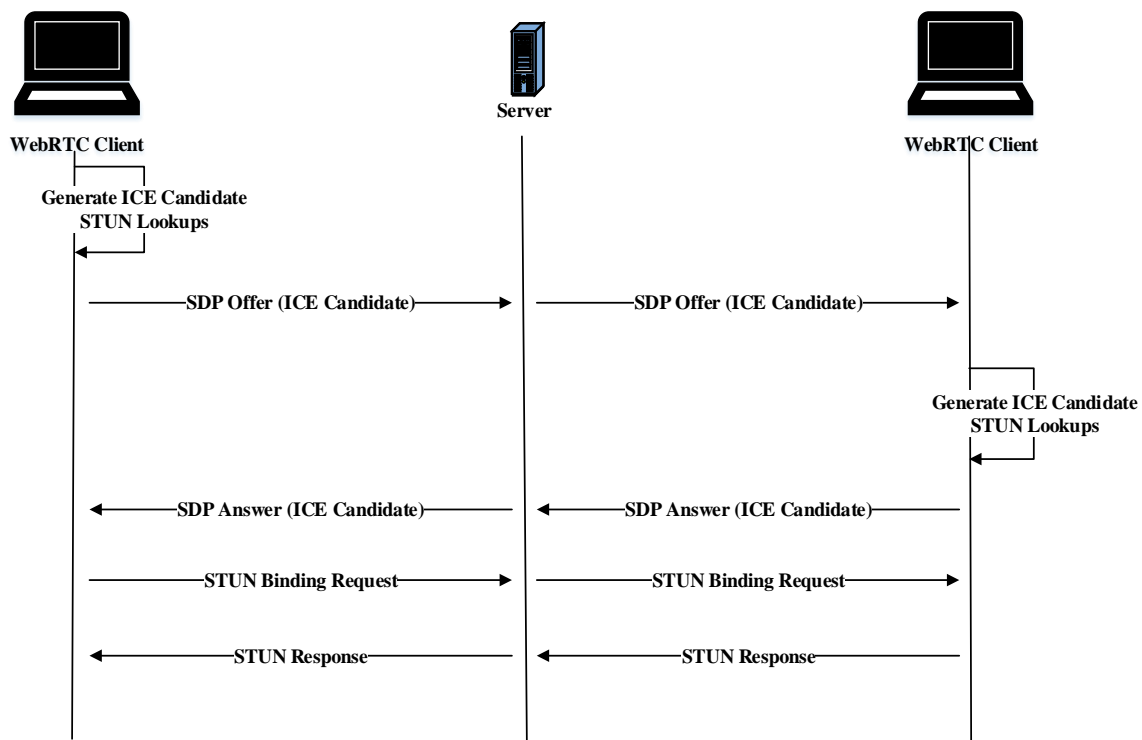 Server
WebRTC Client
WebRTC Client
Generate ICE Candidate
STUN Lookups
SDP Offer (ICE Candidate)
SDP Offer (ICE Candidate)
Generate ICE Candidate
STUN Lookups
SDP Answer (ICE Candidate)
SDP Answer (ICE Candidate)
STUN Binding Request
STUN Binding Request
STUN Response
STUN Response